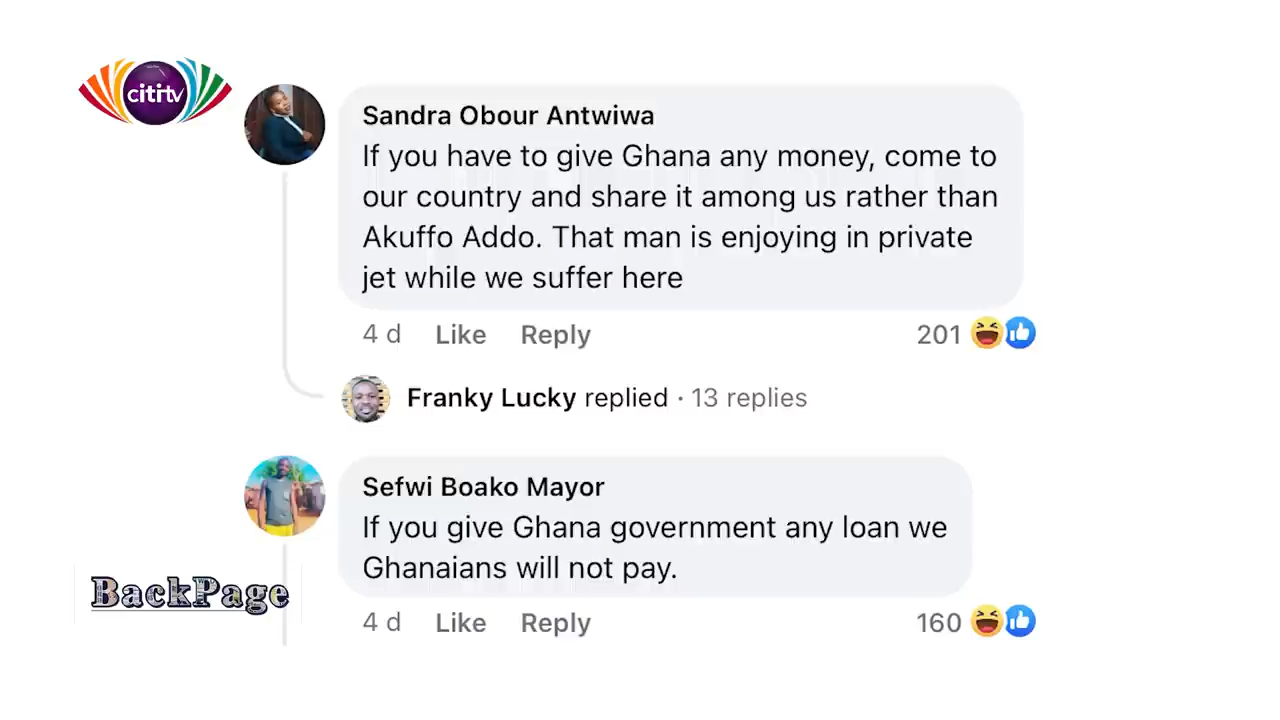 citi tv
Sandra Obour Antwiwa
If you have to give Ghana any money, come to
our country and share it among us rather than
Akuffo Addo. That man is enjoying in private
jet while we suffer here
4 d Like Reply 201
Franky Lucky replied · 13 replies
Sefwi Boako Mayor
If you give Ghana government any loan we
Ghanaians will not pay.
BackPage
4 d Like Reply 160